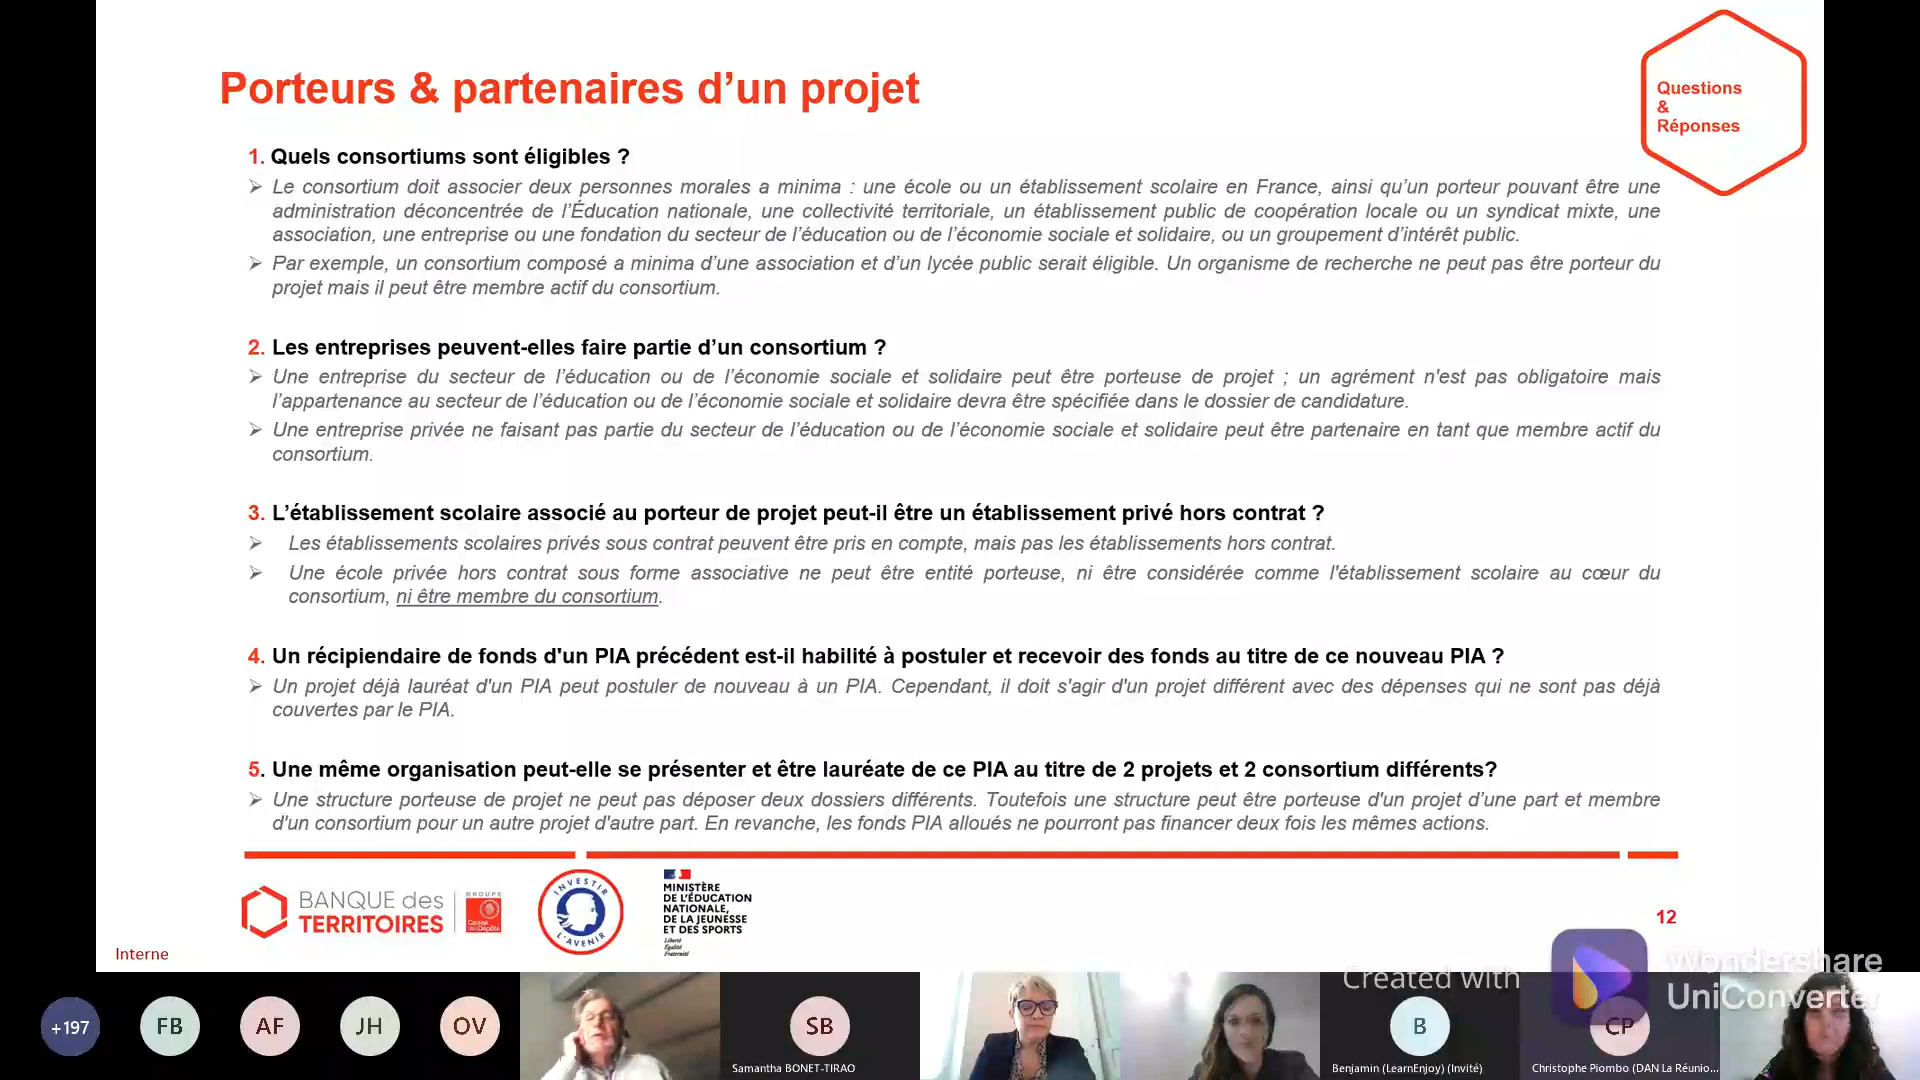 Porteurs & partenaires d’un projet
Questions
&
Réponses
1. Quels consortiums sont éligibles ?
➢ Le consortium doit associer deux personnes morales a minima : une école ou un établissement scolaire en France, ainsi qu’un porteur pouvant être une
administration déconcentrée de l’Éducation nationale, une collectivité territoriale, un établissement public de coopération locale ou un syndicat mixte, une
association, une entreprise ou une fondation du secteur de l’éducation ou de l’économie sociale et solidaire, ou un groupement d’intérêt public.
➢ Par exemple, un consortium composé a minima d’une association et d’un lycée public serait éligible. Un organisme de recherche ne peut pas être porteur du
projet mais il peut être membre actif du consortium.
2. Les entreprises peuvent-elles faire partie d’un consortium ?
➢ Une entreprise du secteur de l’éducation ou de l’économie sociale et solidaire peut être porteuse de projet ; un agrément n'est pas obligatoire mais
l’appartenance au secteur de l’éducation ou de l’économie sociale et solidaire devra être spécifiée dans le dossier de candidature.
➢ Une entreprise privée ne faisant pas partie du secteur de l’éducation ou de l’économie sociale et solidaire peut être partenaire en tant que membre actif du
consortium.
3. L’établissement scolaire associé au porteur de projet peut-il être un établissement privé hors contrat ?
➢ Les établissements scolaires privés sous contrat peuvent être pris en compte, mais pas les établissements hors contrat.
➢ Une école privée hors contrat sous forme associative ne peut être entité porteuse, ni être considérée comme l'établissement scolaire au cœur du
consortium, ni être membre du consortium.
4. Un récipiendaire de fonds d'un PIA précédent est-il habilité à postuler et recevoir des fonds au titre de ce nouveau PIA ?
➢ Un projet déjà lauréat d'un PIA peut postuler de nouveau à un PIA. Cependant, il doit s'agir d'un projet différent avec des dépenses qui ne sont pas déjà
couvertes par le PIA.
5. Une même organisation peut-elle se présenter et être lauréate de ce PIA au titre de 2 projets et 2 consortium différents?
➢ Une structure porteuse de projet ne peut pas déposer deux dossiers différents. Toutefois une structure peut être porteuse d'un projet d’une part et membre
d'un consortium pour un autre projet d'autre part. En revanche, les fonds PIA alloués ne pourront pas financer deux fois les mêmes actions.
BANQUE des
TERRITOIRES
GROUPE
Caisse
des Dépôts
INVESTIR
L'AVENIR
MINISTÈRE
DE L'ÉDUCATION
NATIONALE,
DE LA JEUNESSE
ET DES SPORTS
Liberté
Égalité
Fraternité
12
Interne
Created with
Wondershare
UniConverter
+197
FB
AF
JH
OV
SB
B
CP
Samantha BONET-TIRAO
Benjamin (LearnEnjoy) (Invité)
Christophe Piombo (DAN La Réunio...